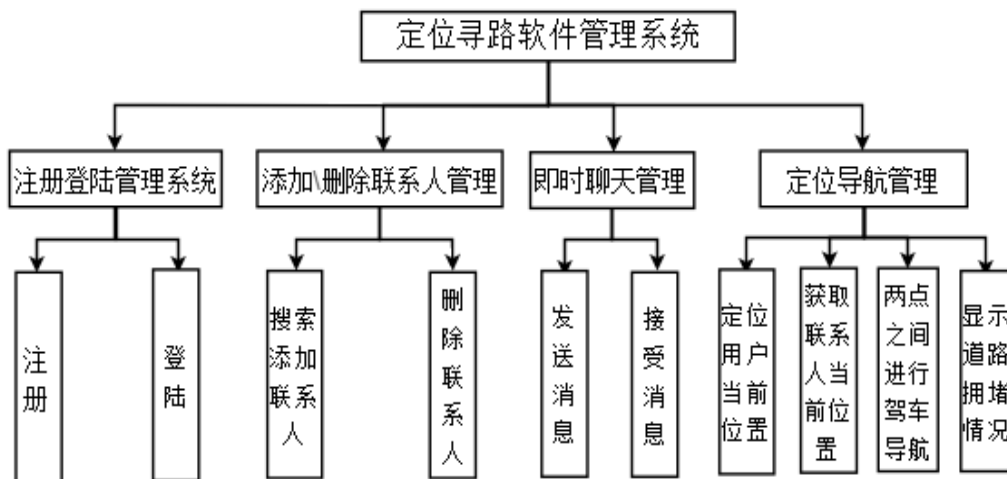 定位寻路软件管理系统
注册登陆管理系统
添加\删除联系人管理
即时聊天管理
定位导航管理
注
册
登
陆
搜索
添加
联系
人
删
除
联
系
人
发
送
消
息
接
受
消
息
定位
用户
当前
位置
获取
联系
人当
前位
置
两点
之间
进行
驾车
导航
显示
道路
拥堵
情况